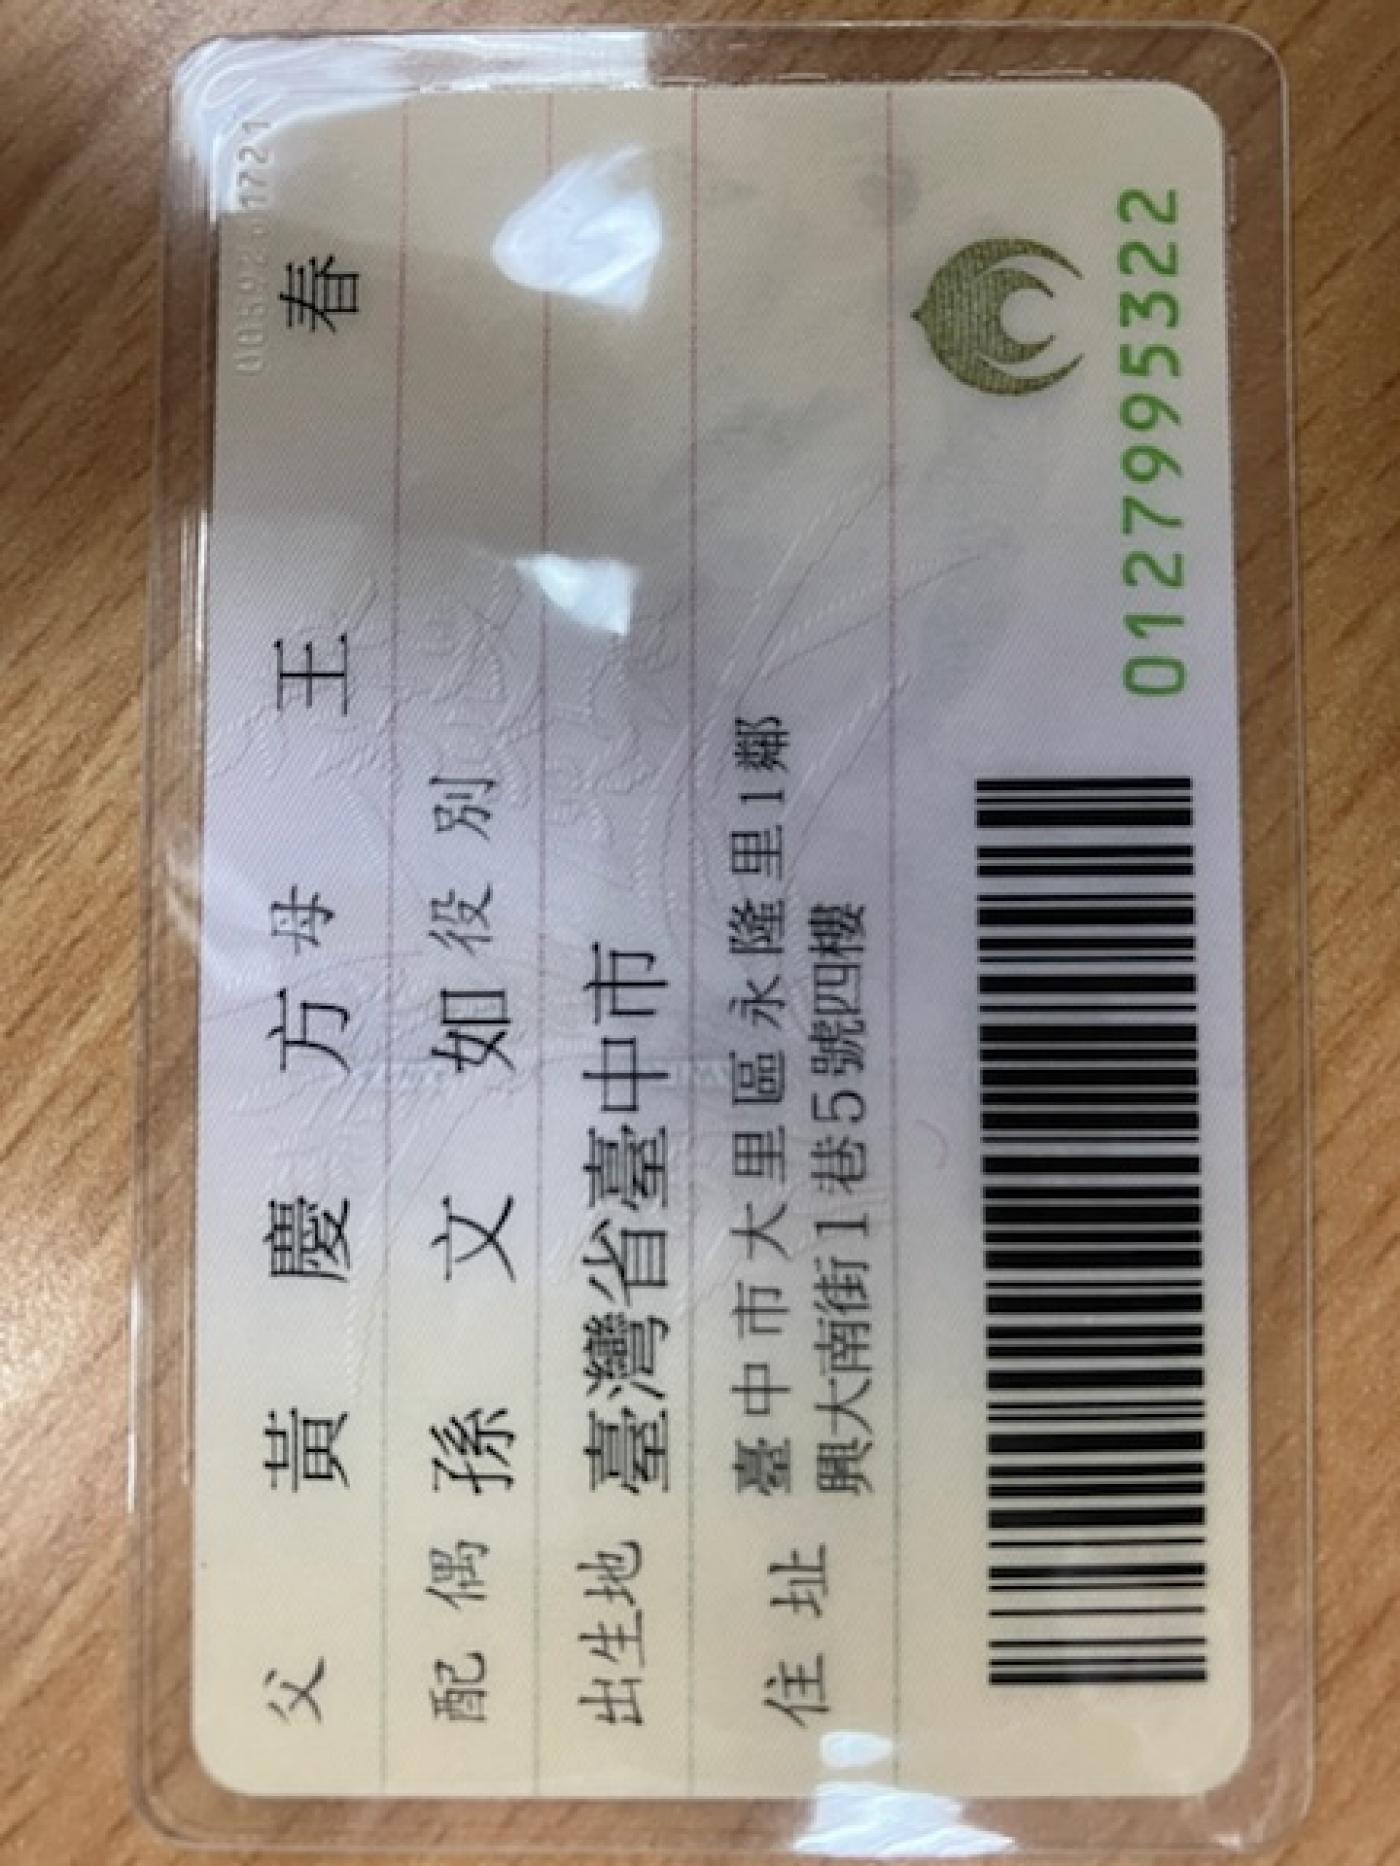 父 黃慶方 母 王 春
配偶 孫文如 役別
出生地 臺灣省臺中市
住址 臺中市大里區永隆里1鄰
興大南街1巷5號四樓
0127995322